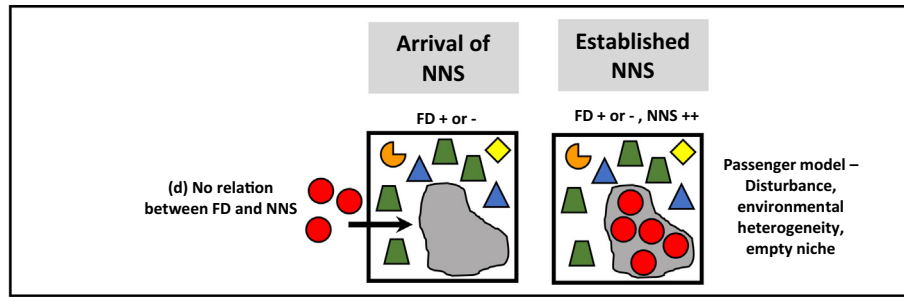 Arrival of
NNS
Established
NNS
FD + or -
FD + or - , NNS ++
(d) No relation
between FD and NNS
Passenger model –
Disturbance,
environmental
heterogeneity,
empty niche